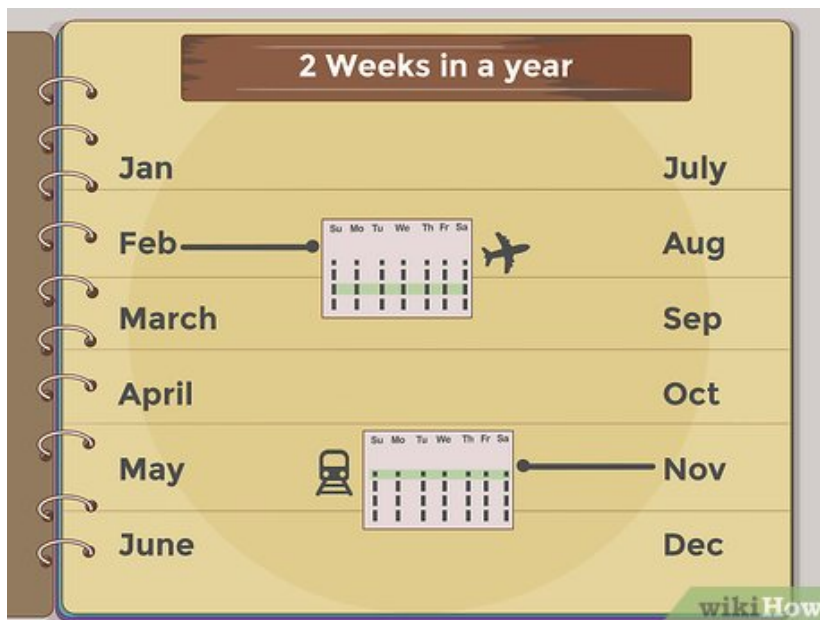 2 Weeks in a year
Jan
July
Su Mo Tu We Th Fr Sa
Feb
Aug
March
Sep
April
Oct
Su Mo Tu We Th Fr Sa
May
Nov
June
Dec
wikiHow